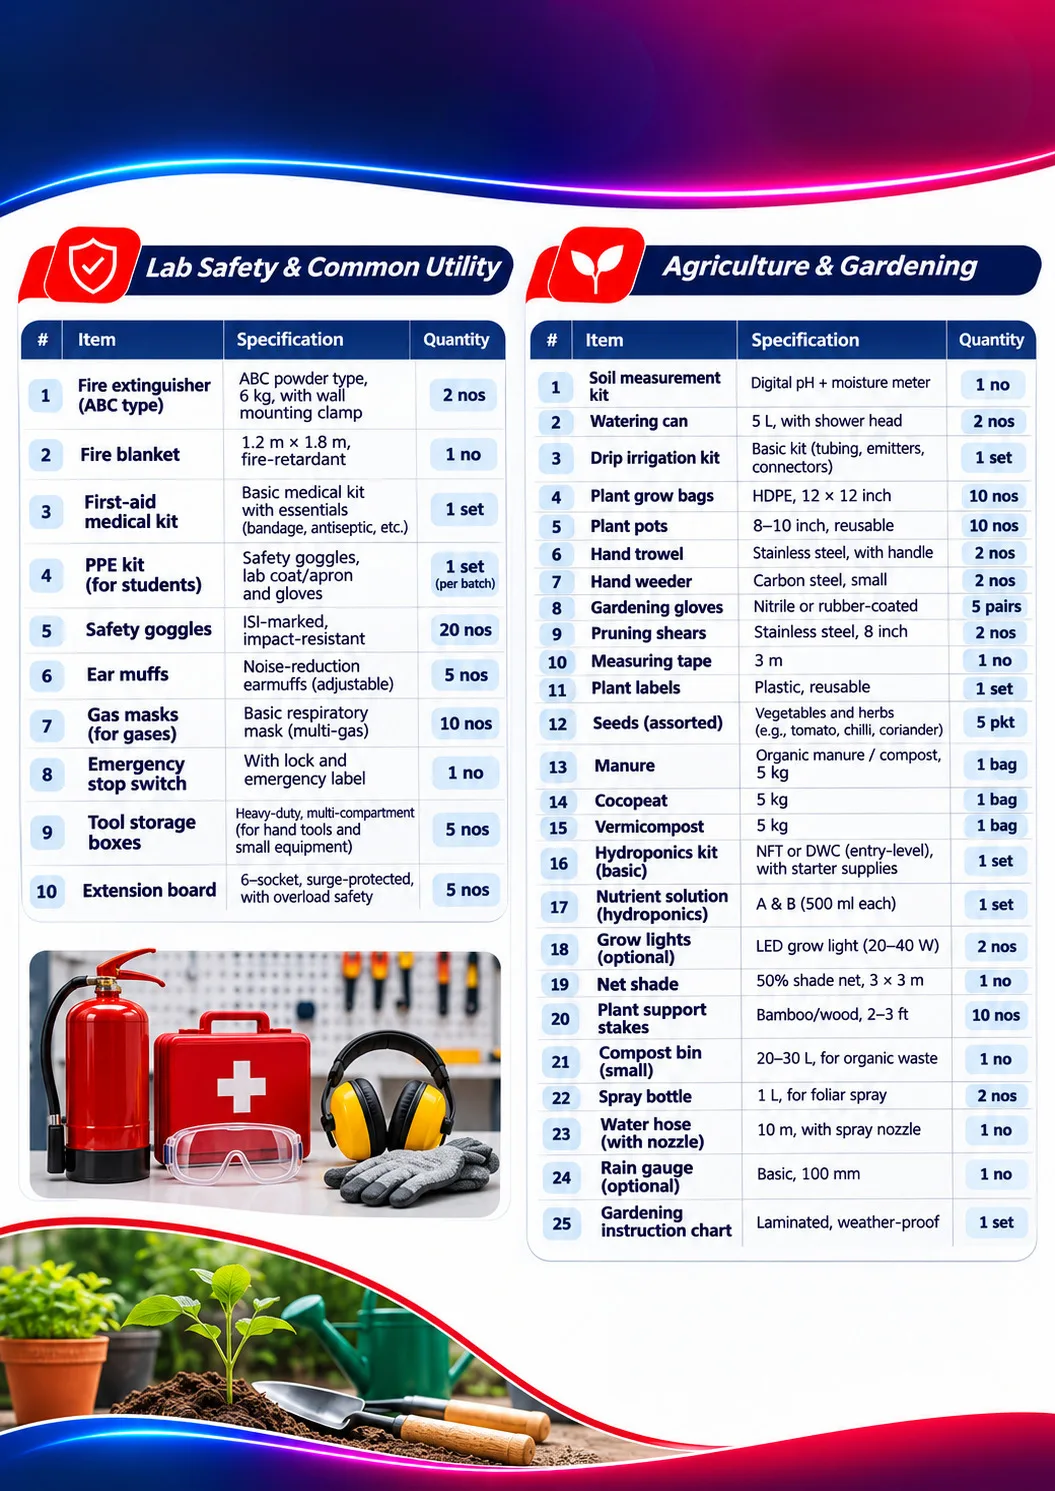 Lab Safety & Common Utility
# Item Specification Quantity
1 Fire extinguisher (ABC type) ABC powder type, 6 kg, with wall mounting clamp 2 nos
2 Fire blanket 1.2 m × 1.8 m, fire-retardant 1 no
3 First-aid medical kit Basic medical kit with essentials (bandage, antiseptic, etc.) 1 set
4 PPE kit (for students) Safety goggles, lab coat/apron and gloves 1 set (per batch)
5 Safety goggles ISI-marked, impact-resistant 20 nos
6 Ear muffs Noise-reduction earmuffs (adjustable) 5 nos
7 Gas masks (for gases) Basic respiratory mask (multi-gas) 10 nos
8 Emergency stop switch With lock and emergency label 1 no
9 Tool storage boxes Heavy-duty, multi-compartment (for hand tools and small equipment) 5 nos
10 Extension board 6–socket, surge-protected, with overload safety 5 nos
Agriculture & Gardening
# Item Specification Quantity
1 Soil measurement kit Digital pH + moisture meter 1 no
2 Watering can 5 L, with shower head 2 nos
3 Drip irrigation kit Basic kit (tubing, emitters, connectors) 1 set
4 Plant grow bags HDPE, 12 × 12 inch 10 nos
5 Plant pots 8–10 inch, reusable 10 nos
6 Hand trowel Stainless steel, with handle 2 nos
7 Hand weeder Carbon steel, small 2 nos
8 Gardening gloves Nitrile or rubber-coated 5 pairs
9 Pruning shears Stainless steel, 8 inch 2 nos
10 Measuring tape 3 m 1 no
11 Plant labels Plastic, reusable 1 set
12 Seeds (assorted) Vegetables and herbs (e.g., tomato, chilli, coriander) 5 pkt
13 Manure Organic manure / compost, 5 kg 1 bag
14 Cocopeat 5 kg 1 bag
15 Vermicompost 5 kg 1 bag
16 Hydroponics kit (basic) NFT or DWC (entry-level), with starter supplies 1 set
17 Nutrient solution (hydroponics) A & B (500 ml each) 1 set
18 Grow lights (optional) LED grow light (20–40 W) 2 nos
19 Net shade 50% shade net, 3 × 3 m 1 no
20 Plant support stakes Bamboo/wood, 2–3 ft 10 nos
21 Compost bin (small) 20–30 L, for organic waste 1 no
22 Spray bottle 1 L, for foliar spray 2 nos
23 Water hose (with nozzle) 10 m, with spray nozzle 1 no
24 Rain gauge (optional) Basic, 100 mm 1 no
25 Gardening instruction chart Laminated, weather-proof 1 set